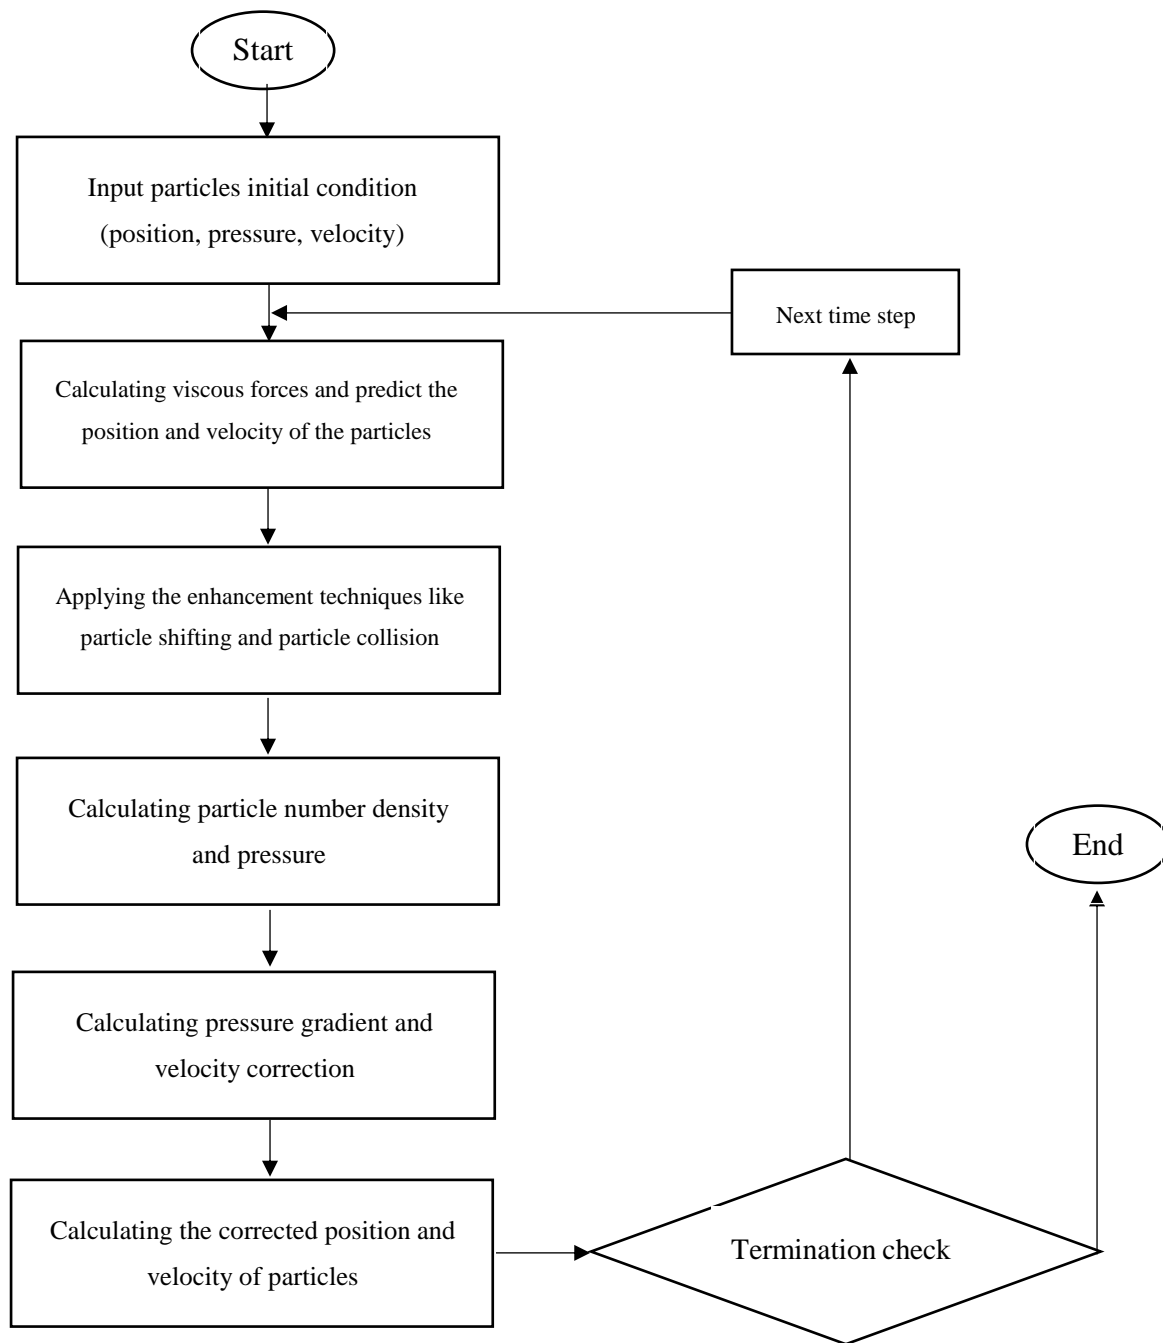 Start
Input particles initial condition
(position, pressure, velocity)
Next time step
Calculating viscous forces and predict the
position and velocity of the particles
Applying the enhancement techniques like
particle shifting and particle collision
Calculating particle number density
and pressure
End
Calculating pressure gradient and
velocity correction
Calculating the corrected position and
velocity of particles
Termination check